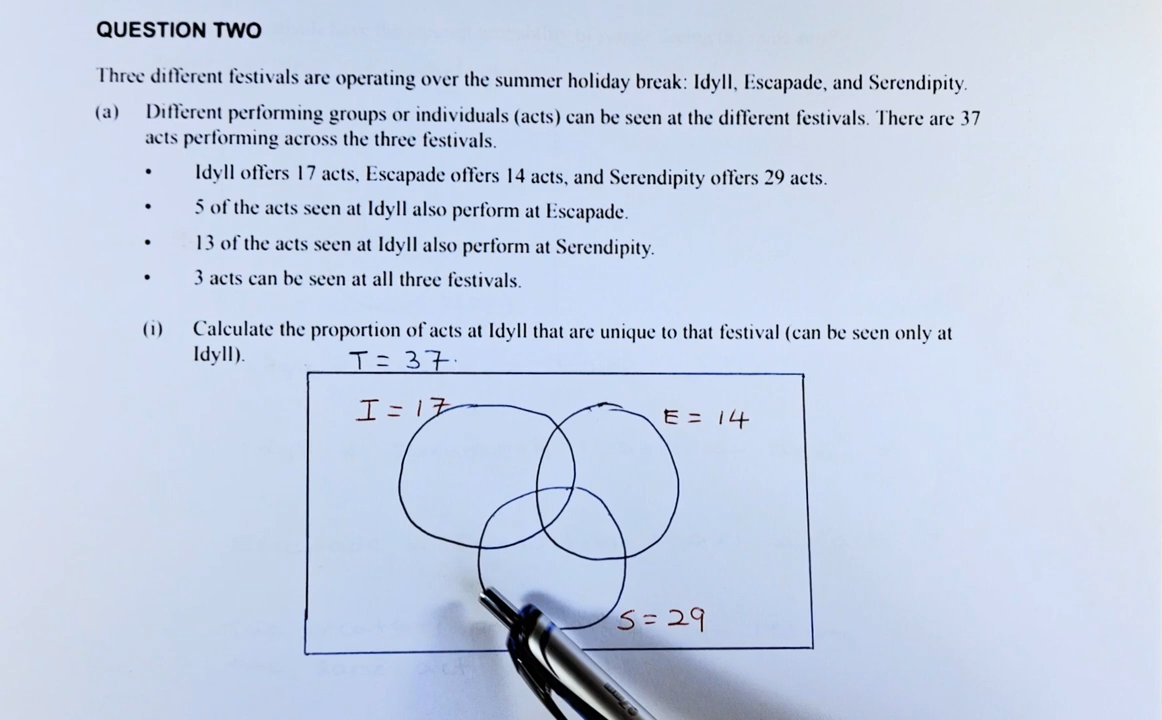 QUESTION TWO
Three different festivals are operating over the summer holiday break: Idyll, Escapade, and Serendipity.
(a) Different performing groups or individuals (acts) can be seen at the different festivals. There are 37
acts performing across the three festivals.
• Idyll offers 17 acts, Escapade offers 14 acts, and Serendipity offers 29 acts.
• 5 of the acts seen at Idyll also perform at Escapade.
• 13 of the acts seen at Idyll also perform at Serendipity.
• 3 acts can be seen at all three festivals.
(i) Calculate the proportion of acts at Idyll that are unique to that festival (can be seen only at
Idyll).
T = 37.
I = 17
E = 14
S = 29